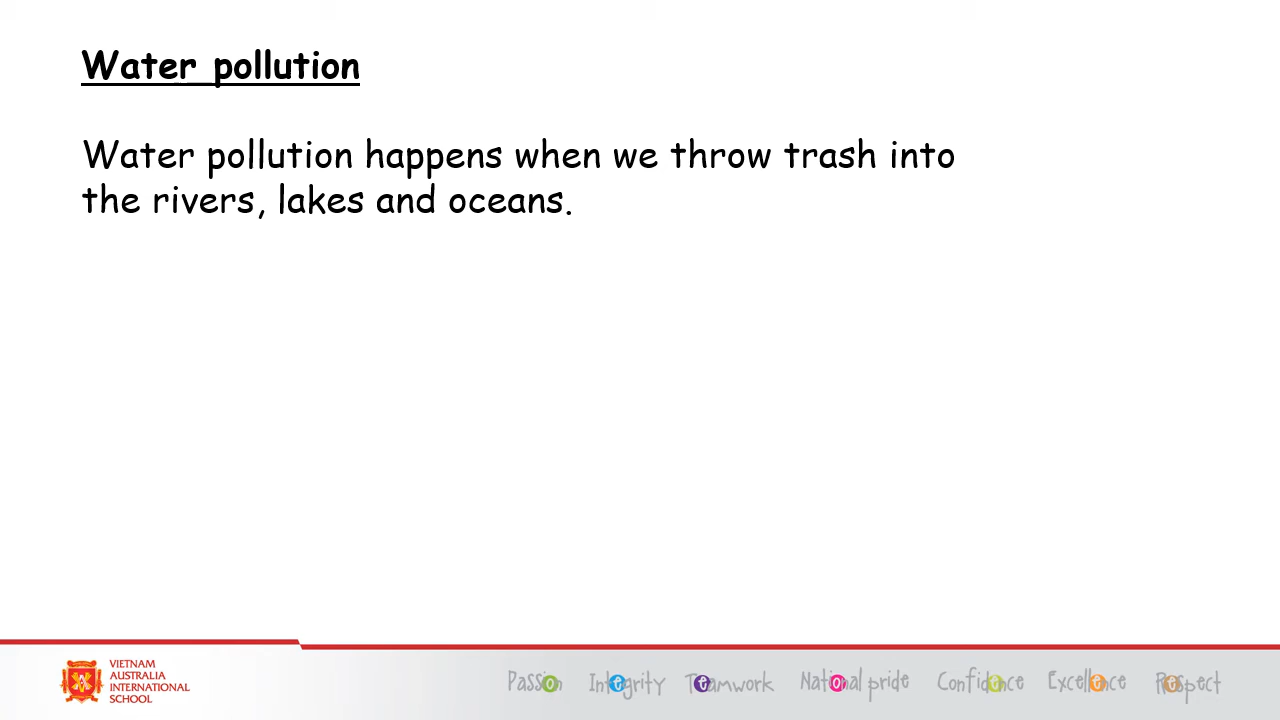 Water pollution
Water pollution happens when we throw trash into
the rivers, lakes and oceans.
VIETNAM
AUSTRALIA
INTERNATIONAL
SCHOOL
Passion Integrity Teamwork National pride Confidence Excellence Respect